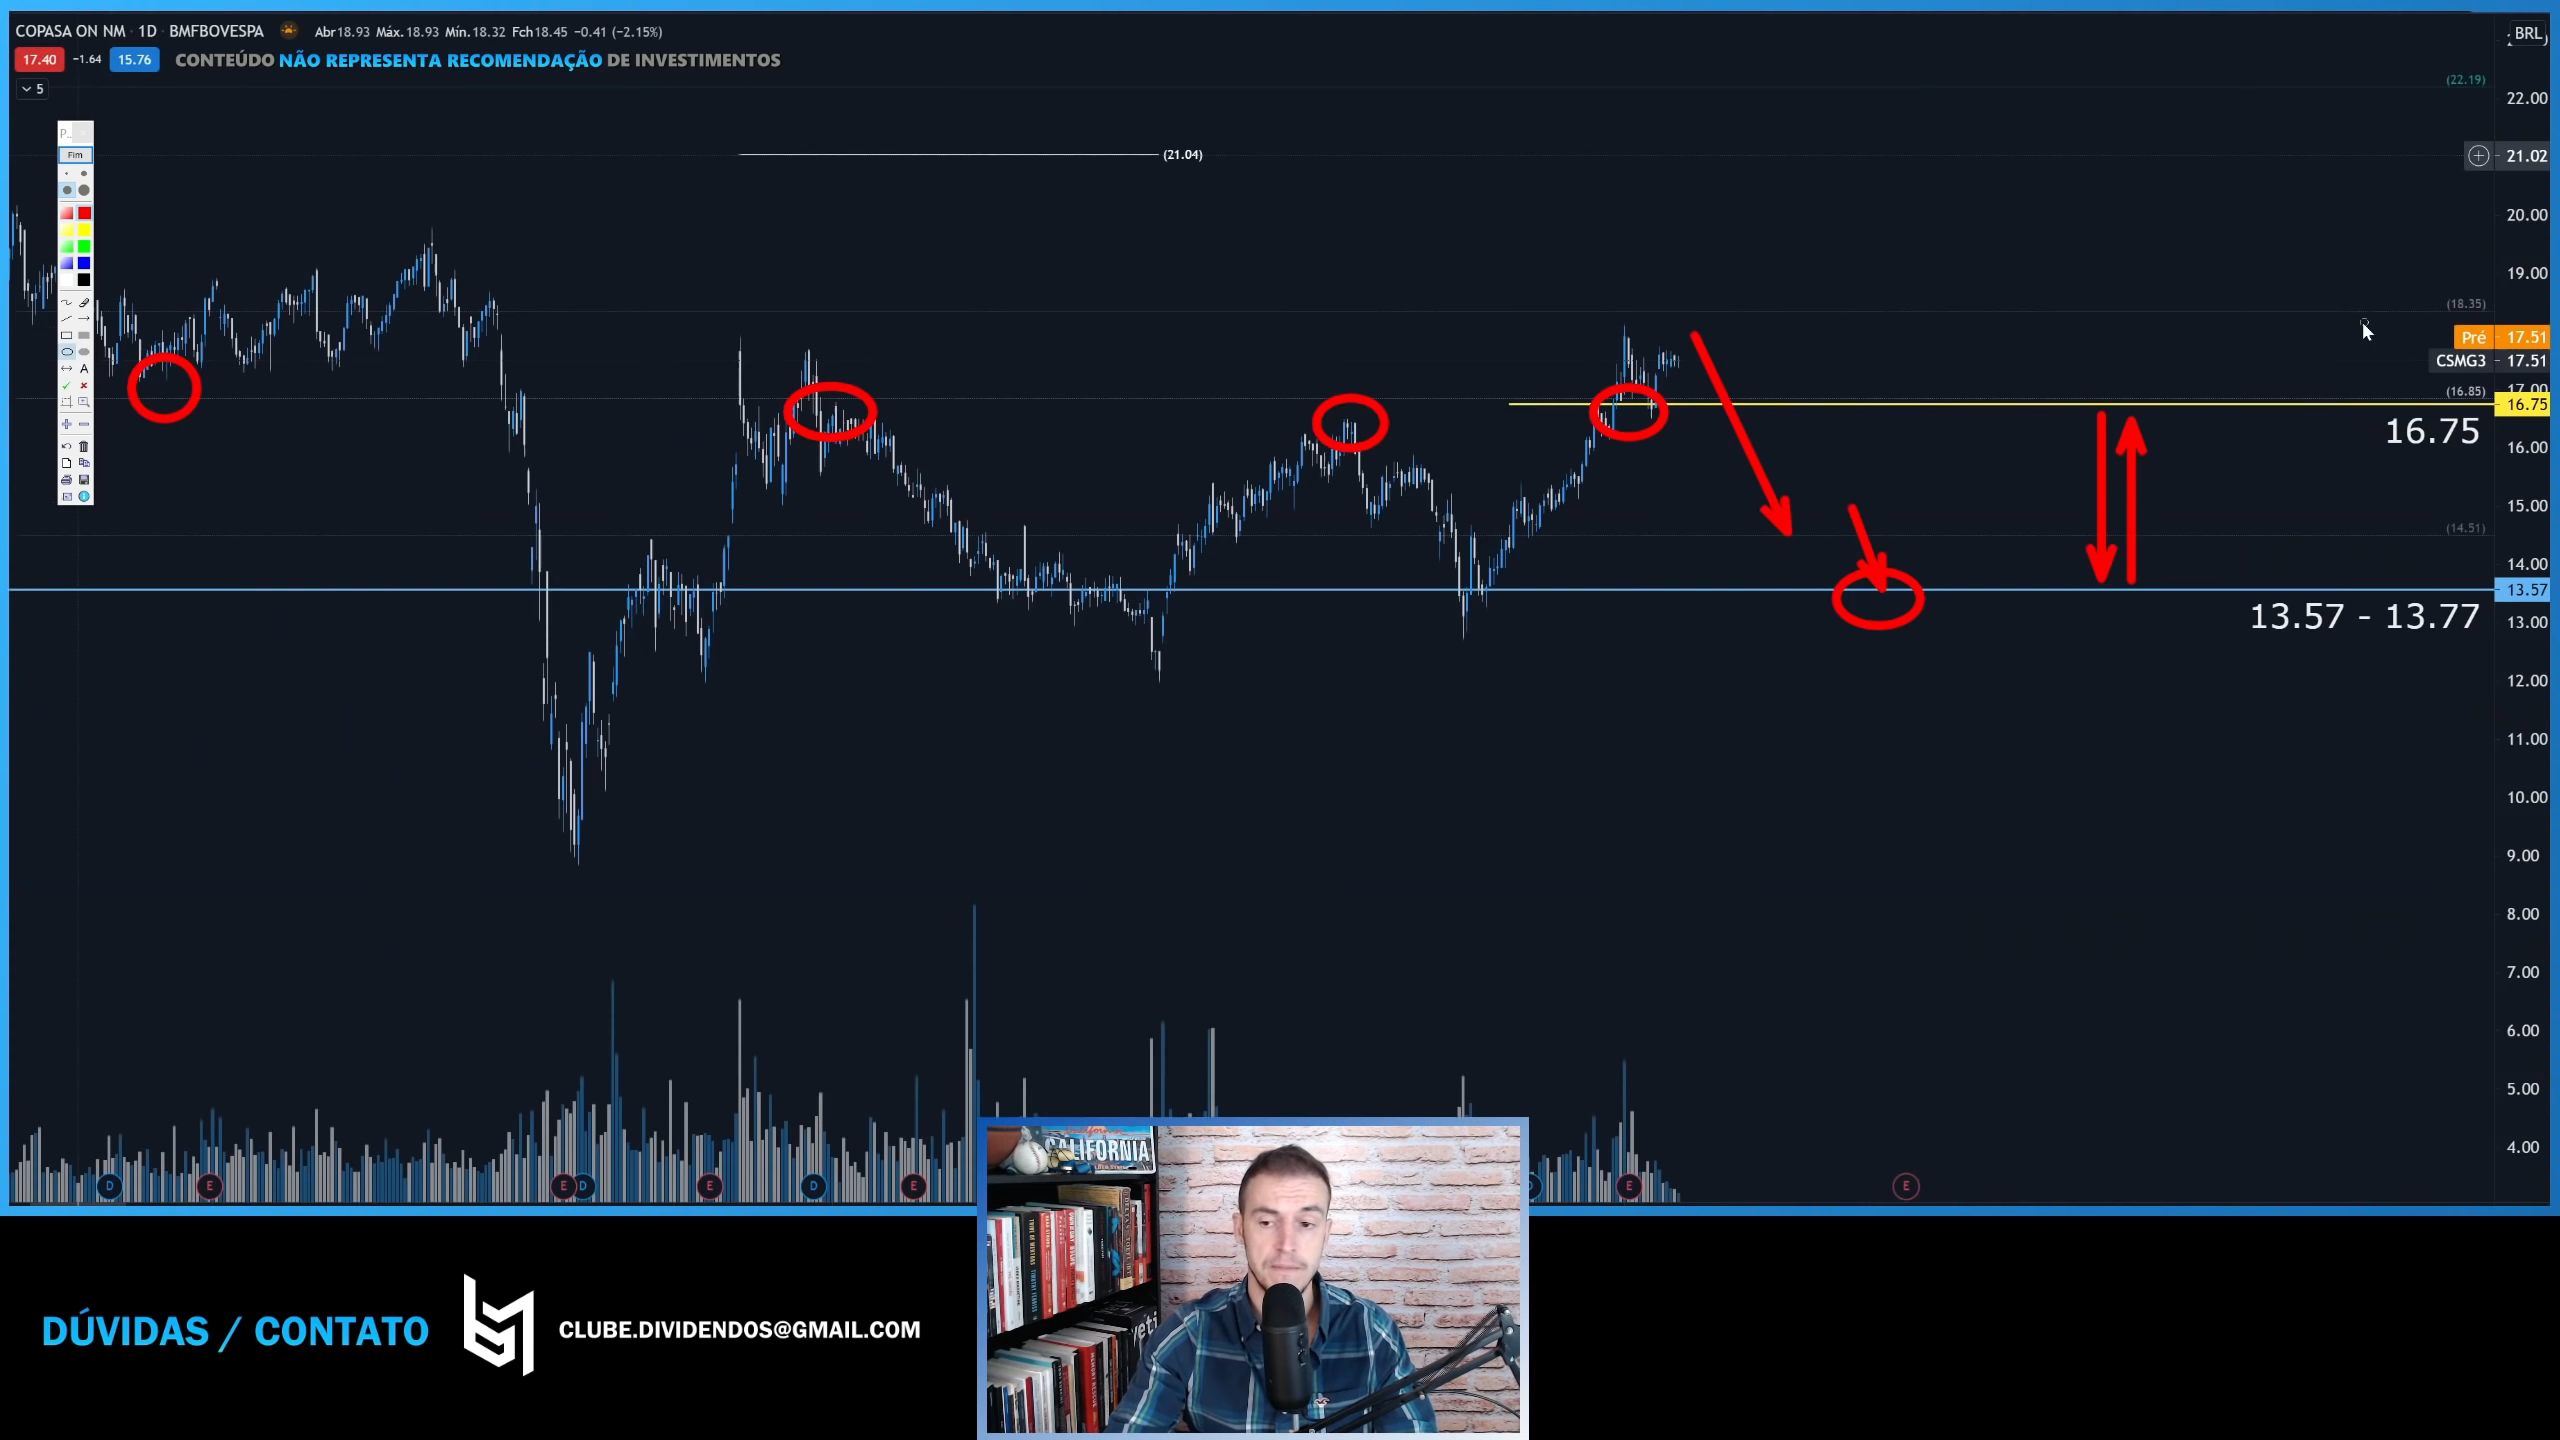 COPASA ON NM · 1D · BMFBOVESPA Abr18.93 Máx.18.93 Mín.18.32 Fch18.45 −0.41 (−2.15%)
BRL
17.40 −1.64 15.76 CONTEÚDO NÃO REPRESENTA RECOMENDAÇÃO DE INVESTIMENTOS
5
(22.19)
22.00
P..
Fim
(21.04)
21.02
20.00
19.00
(18.35)
Pré 17.51
CSMG3 17.51
A
(16.85) 17.00
16.75
16.75
16.00
15.00
(14.51)
14.00
13.57
13.57 - 13.77
13.00
12.00
11.00
10.00
9.00
8.00
7.00
6.00
5.00
4.00
D E E D E D E D E E
CALIFORNIA
DÚVIDAS / CONTATO
CLUBE.DIVIDENDOS@GMAIL.COM